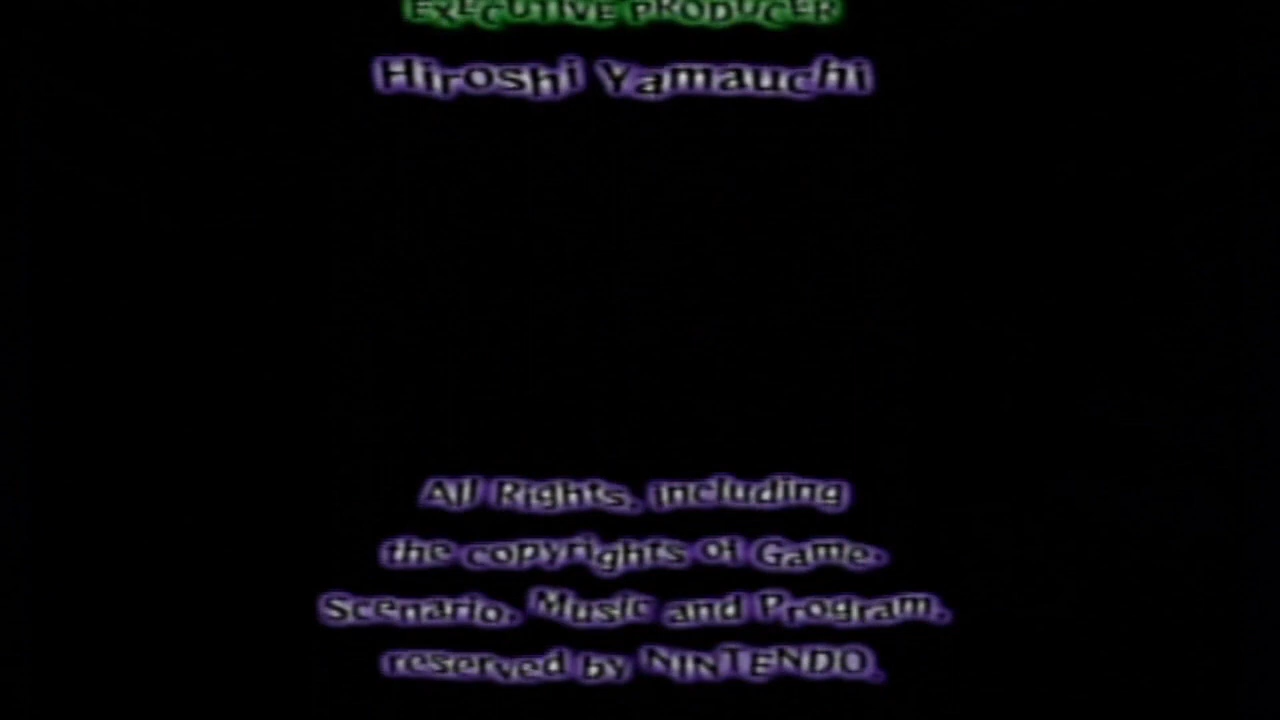 EXECUTIVE PRODUCER
Hiroshi Yamauchi
All Rights, including
the copyrights of Game,
Scenario, Music and Program,
reserved by NINTENDO.